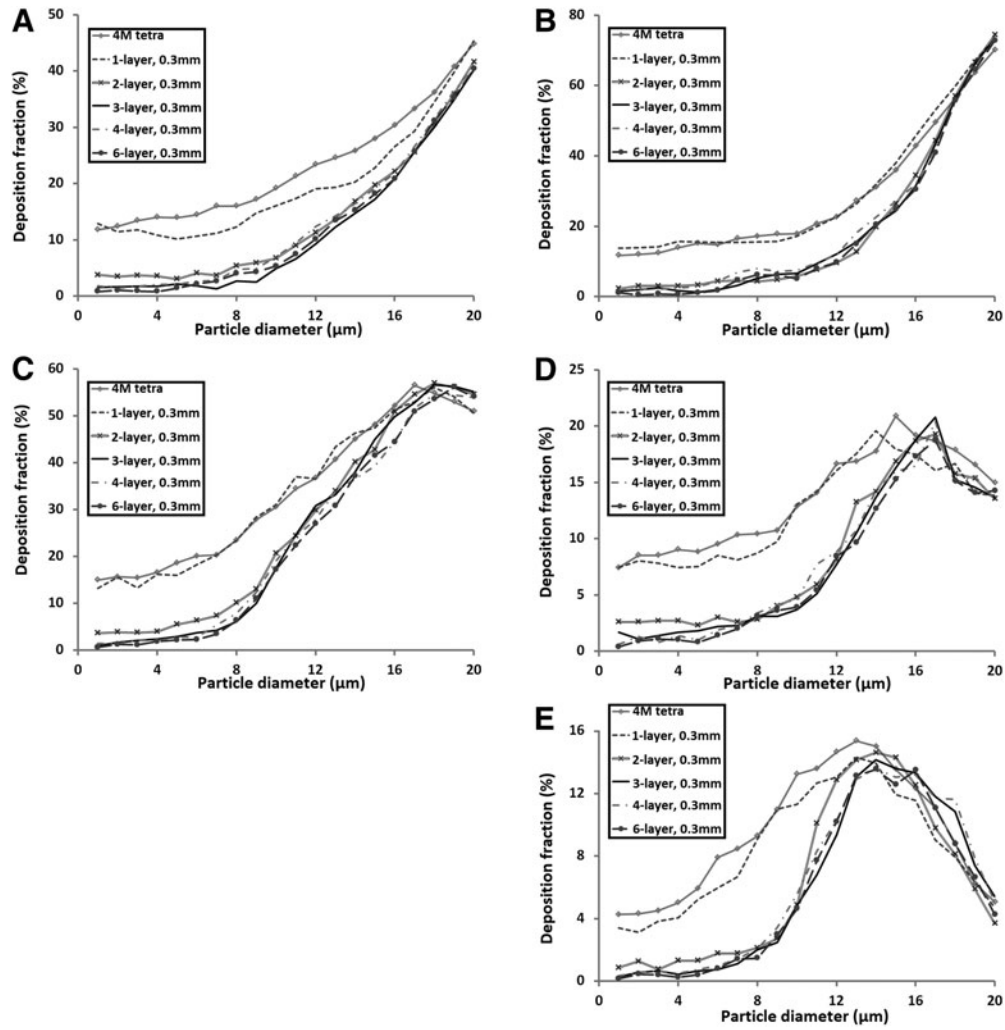 A
50
40
30
20
10
0
Deposition fraction (%)
4M tetra
1-layer, 0.3mm
2-layer, 0.3mm
3-layer, 0.3mm
4-layer, 0.3mm
6-layer, 0.3mm
0 4 8 12 16 20
Particle diameter (µm)
B
80
60
40
20
0
Deposition fraction (%)
4M tetra
1-layer, 0.3mm
2-layer, 0.3mm
3-layer, 0.3mm
4-layer, 0.3mm
6-layer, 0.3mm
0 4 8 12 16 20
Particle diameter (µm)
C
60
50
40
30
20
10
0
Deposition fraction (%)
4M tetra
1-layer, 0.3mm
2-layer, 0.3mm
3-layer, 0.3mm
4-layer, 0.3mm
6-layer, 0.3mm
0 4 8 12 16 20
Particle diameter (µm)
D
25
20
15
10
5
0
Deposition fraction (%)
4M tetra
1-layer, 0.3mm
2-layer, 0.3mm
3-layer, 0.3mm
4-layer, 0.3mm
6-layer, 0.3mm
0 4 8 12 16 20
Particle diameter (µm)
E
16
12
8
4
0
Deposition fraction (%)
4M tetra
1-layer, 0.3mm
2-layer, 0.3mm
3-layer, 0.3mm
4-layer, 0.3mm
6-layer, 0.3mm
0 4 8 12 16 20
Particle diameter (µm)